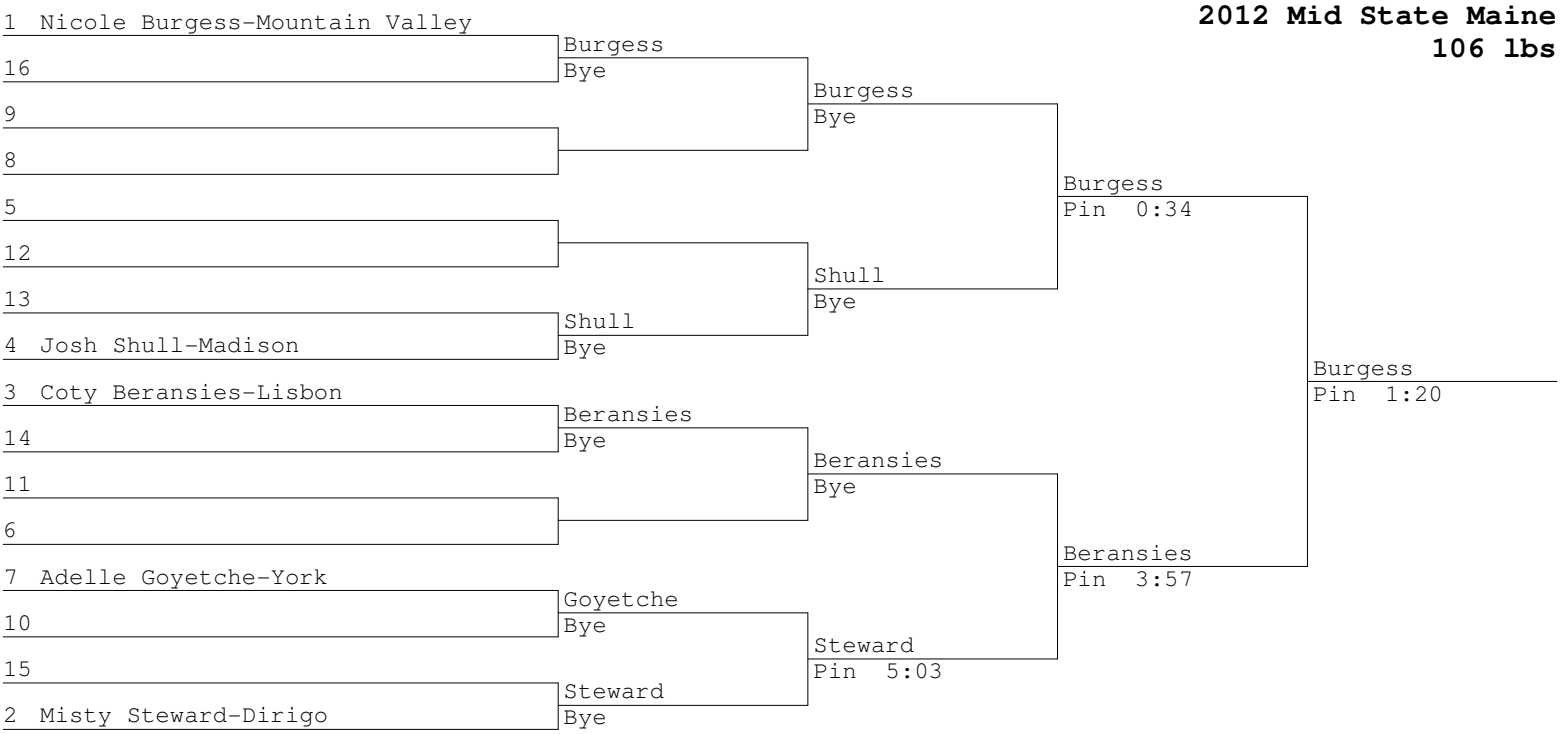 2012 Mid State Maine
106 lbs
1 Nicole Burgess-Mountain Valley
16
9
8
5
12
13
4 Josh Shull-Madison
3 Coty Beransies-Lisbon
14
11
6
7 Adelle Goyetche-York
10
15
2 Misty Steward-Dirigo
Burgess
Bye
Shull
Bye
Beransies
Bye
Goyetche
Bye
Steward
Bye
Burgess
Bye
Shull
Bye
Beransies
Bye
Steward
Pin 5:03
Burgess
Pin 0:34
Beransies
Pin 3:57
Burgess
Pin 1:20